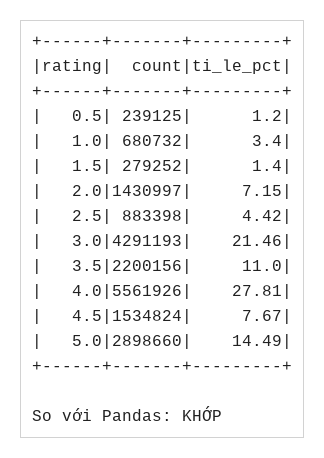 +------+-------+---------+
|rating|  count|ti_le_pct|
+------+-------+---------+
|   0.5| 239125|      1.2|
|   1.0| 680732|      3.4|
|   1.5| 279252|      1.4|
|   2.0|1430997|     7.15|
|   2.5| 883398|     4.42|
|   3.0|4291193|    21.46|
|   3.5|2200156|     11.0|
|   4.0|5561926|    27.81|
|   4.5|1534824|     7.67|
|   5.0|2898660|    14.49|
+------+-------+---------+
So với Pandas: KHỚP